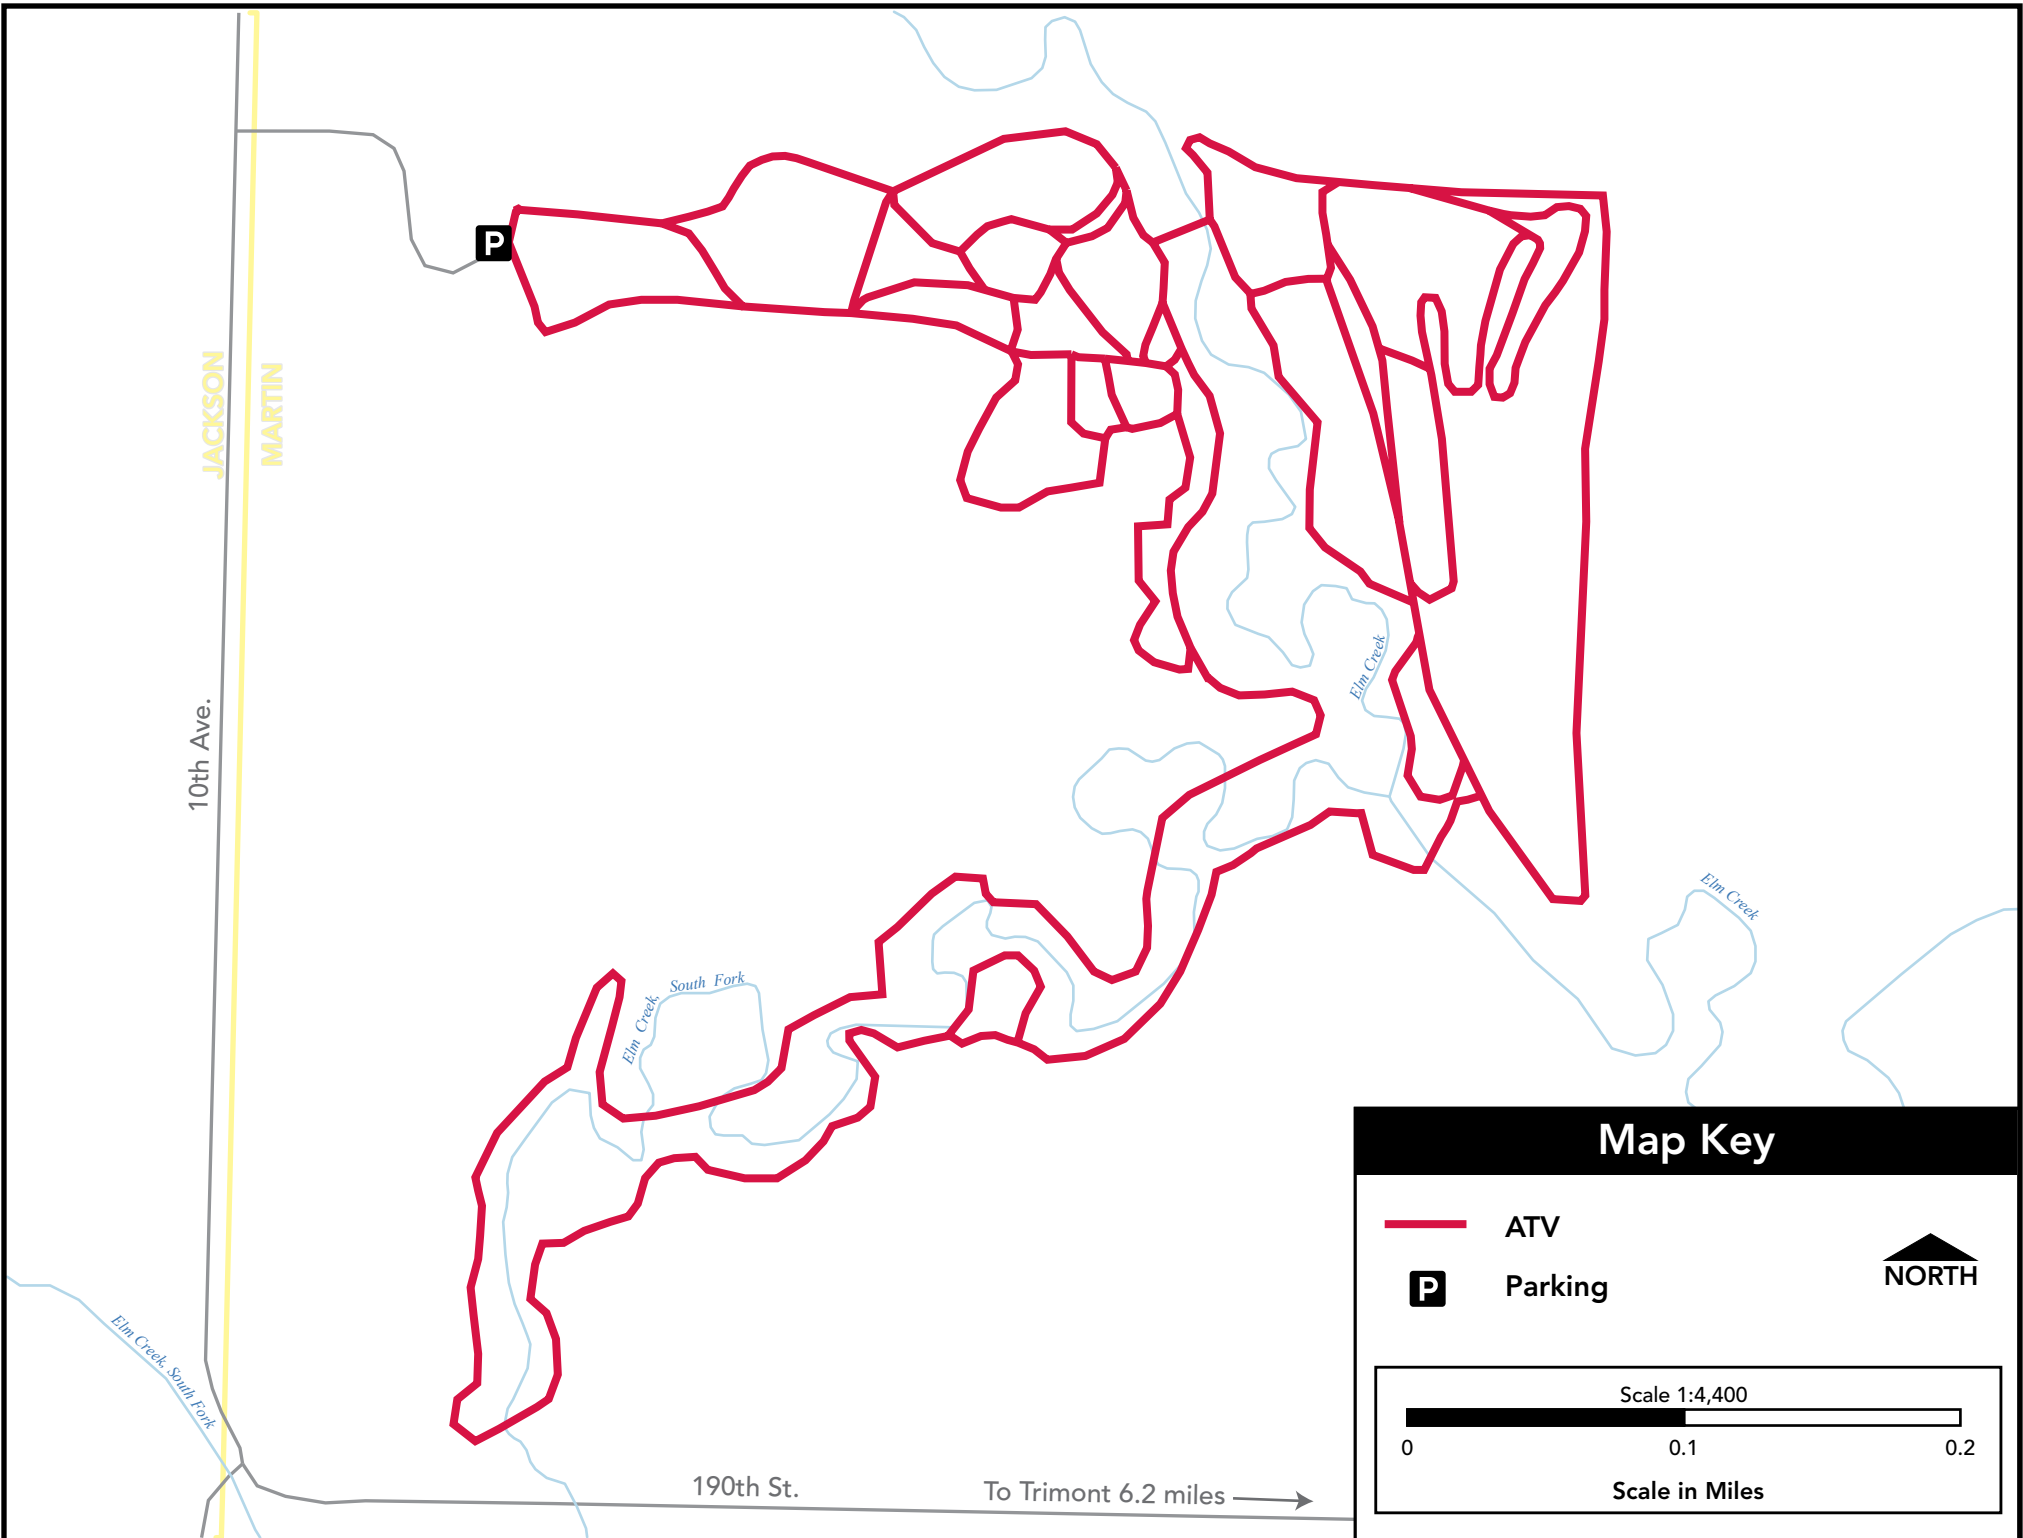 P
JACKSON
MARTIN
10th Ave.
Elm Creek
Elm Creek
Elm Creek, South Fork
Elm Creek, South Fork
190th St.
To Trimont 6.2 miles
Map Key
ATV
P
Parking
NORTH
Scale 1:4,400
0 0.1 0.2
Scale in Miles